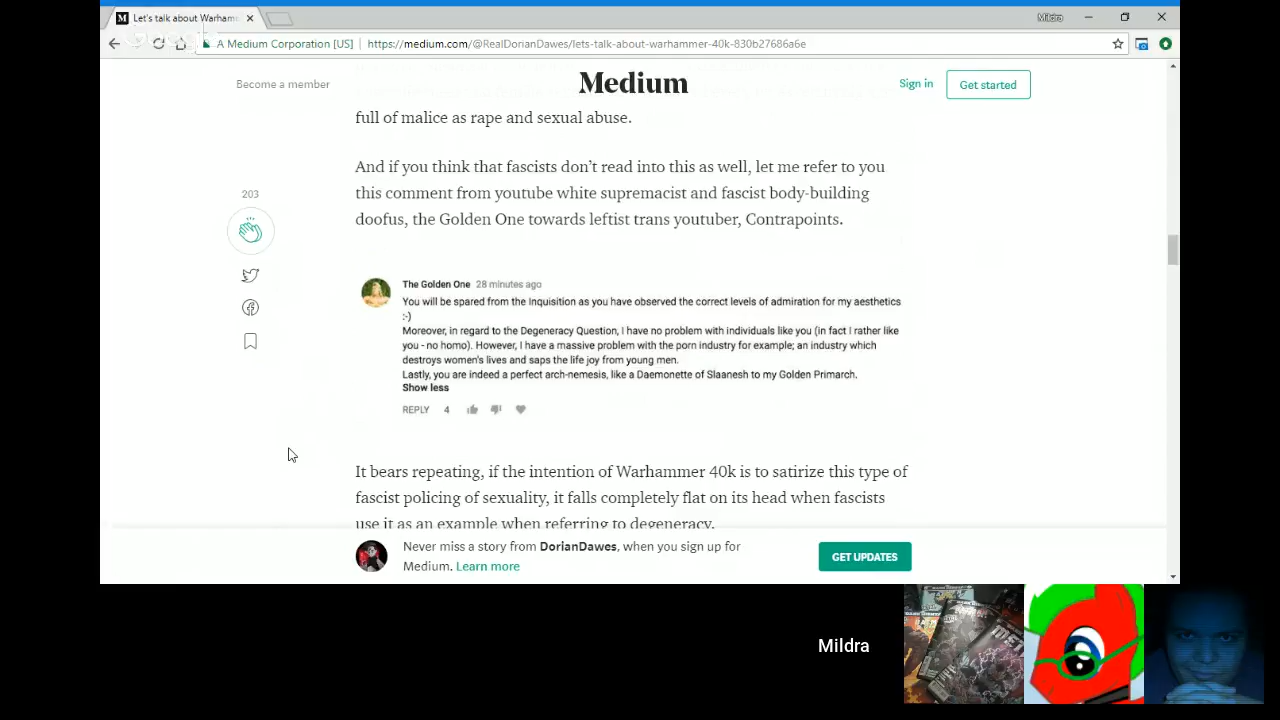 Let's talk about Warham
Mildra
A Medium Corporation [US] | https://medium.com/@RealDorianDawes/lets-talk-about-warhammer-40k-830b27686a6e
Become a member
Medium
Sign in
Get started
full of malice as rape and sexual abuse.
And if you think that fascists don’t read into this as well, let me refer to you
this comment from youtube white supremacist and fascist body-building
doofus, the Golden One towards leftist trans youtuber, Contrapoints.
203
The Golden One 28 minutes ago
You will be spared from the Inquisition as you have observed the correct levels of admiration for my aesthetics
:-)
Moreover, in regard to the Degeneracy Question, I have no problem with individuals like you (in fact I rather like
you - no homo). However, I have a massive problem with the porn industry for example; an industry which
destroys women's lives and saps the life joy from young men.
Lastly, you are indeed a perfect arch-nemesis, like a Daemonette of Slaanesh to my Golden Primarch.
Show less
REPLY 4
It bears repeating, if the intention of Warhammer 40k is to satirize this type of
fascist policing of sexuality, it falls completely flat on its head when fascists
use it as an example when referring to degeneracy.
Never miss a story from DorianDawes, when you sign up for
Medium. Learn more
GET UPDATES
Mildra